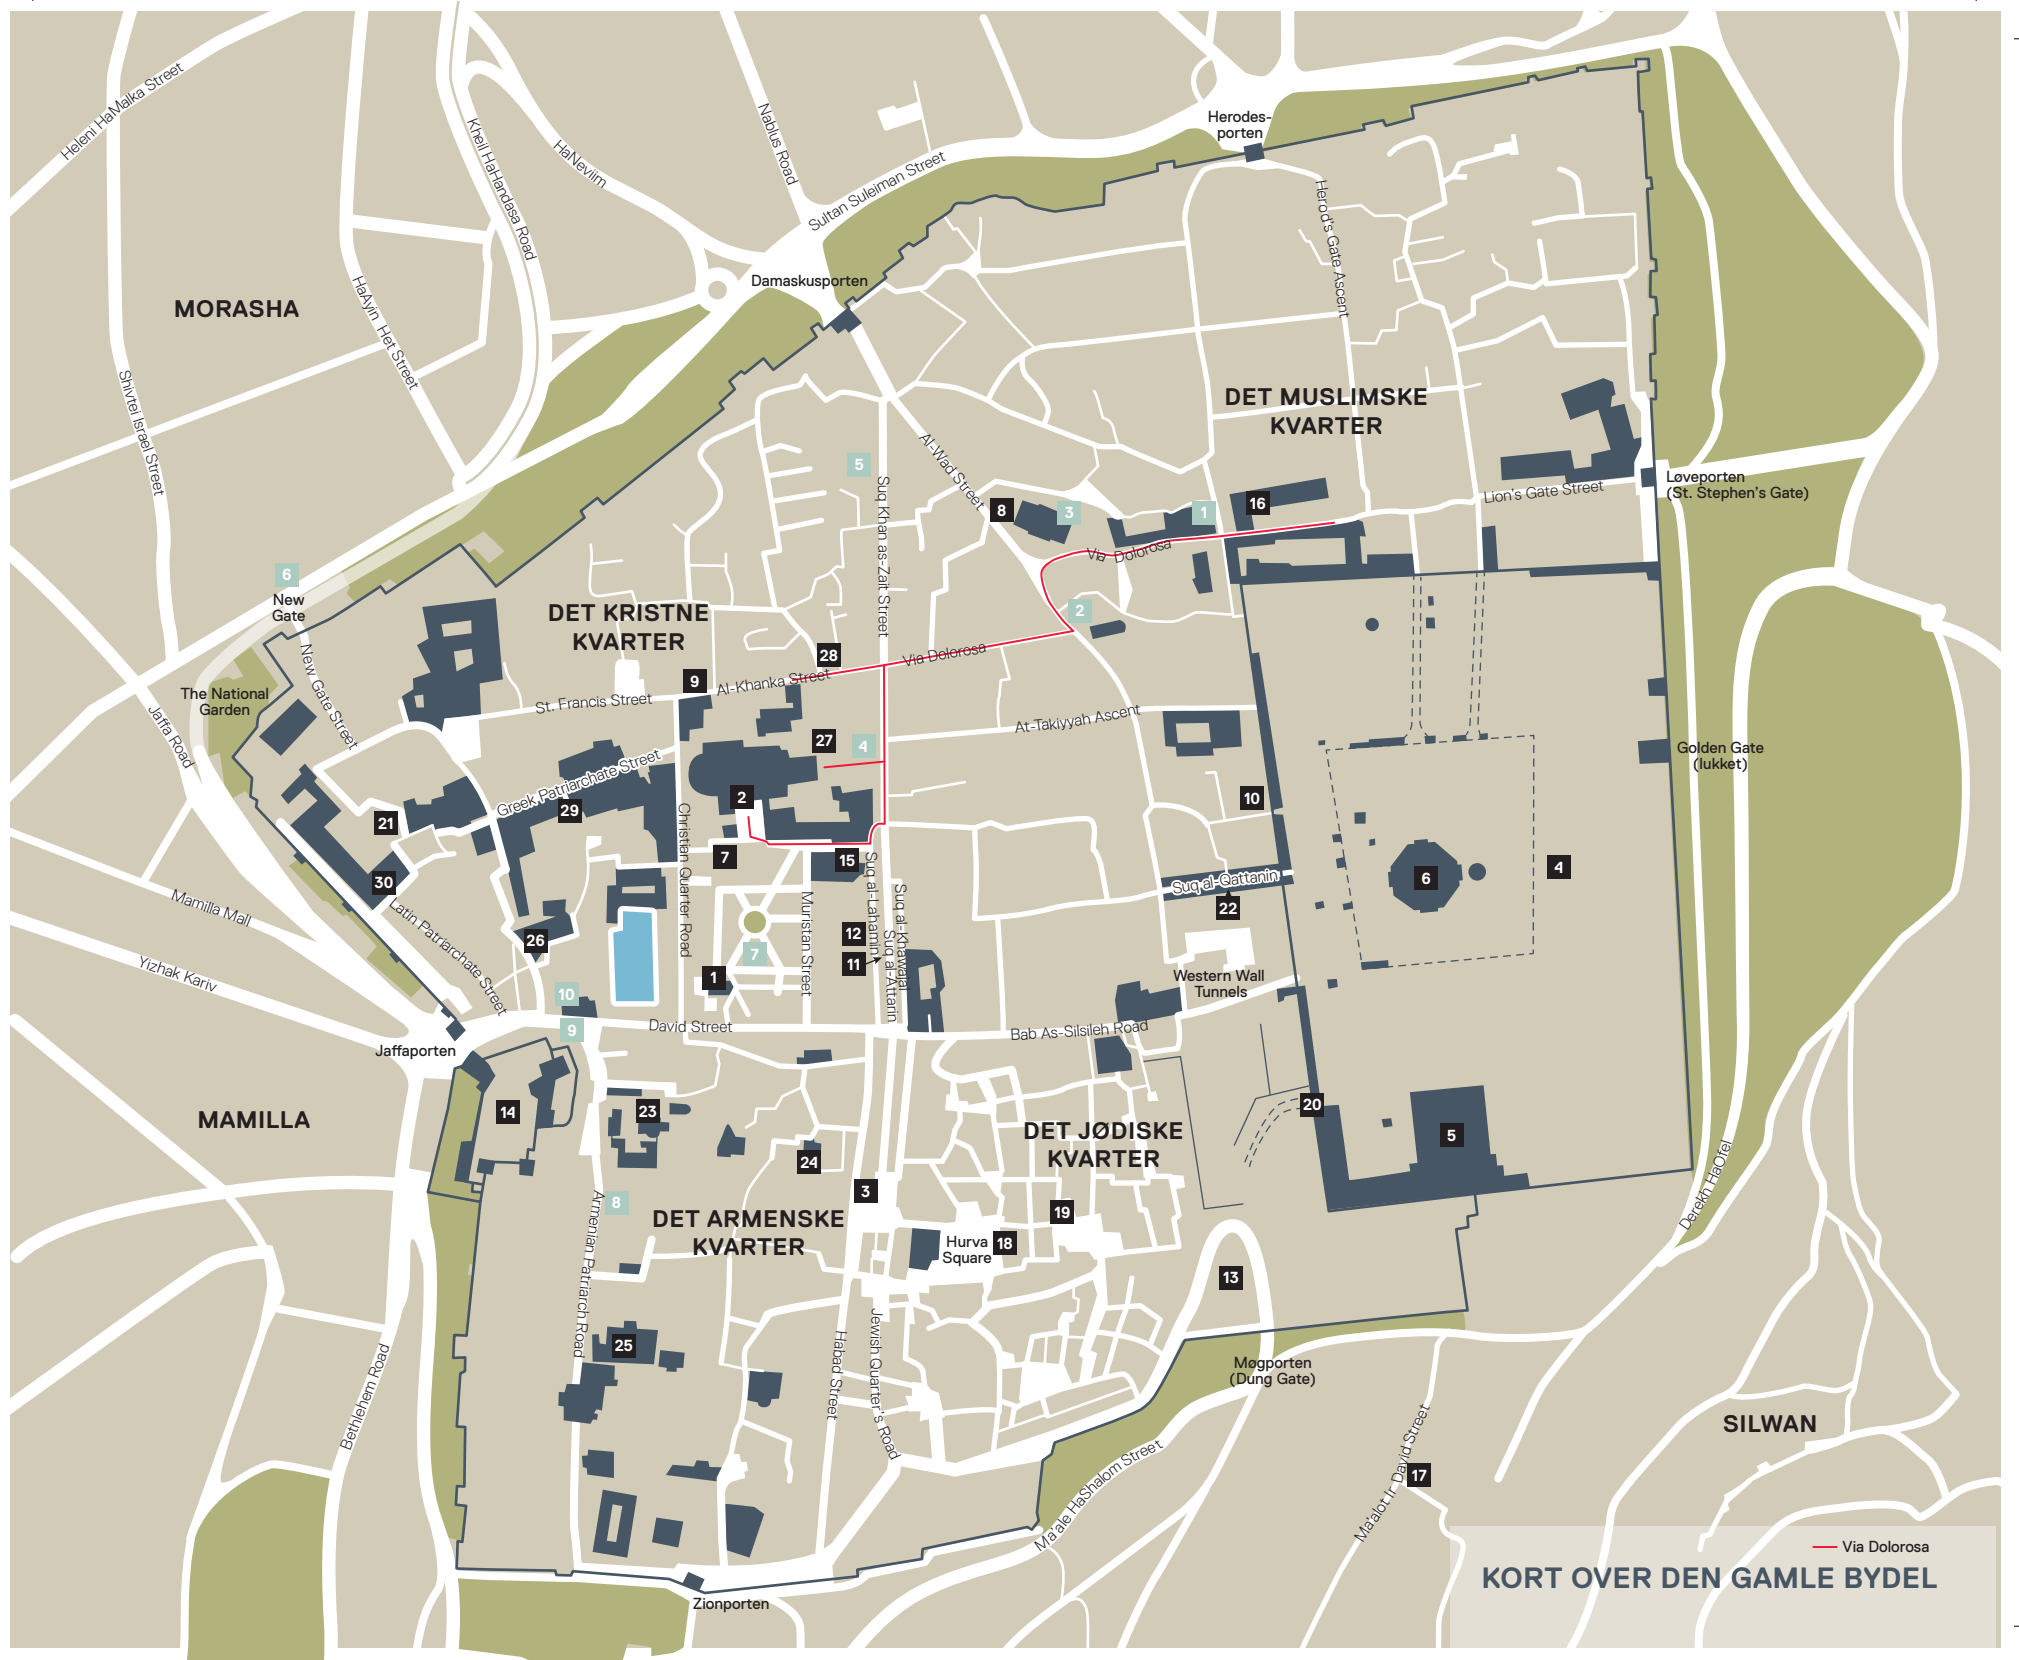 Heleni HaMalka Street
Kheil HaHandasa Road
HaNeviim
Nablus Road
Sultan Suleiman Street
Herodes-
porten
Herod's Gate Ascent
Damaskusporten
MORASHA
HaAyin Het Street
Shivtei Israel Street
DET MUSLIMSKE
KVARTER
Al-Wad Street
5
Suq Khan as-Zait Street
8
3
1
16
Lion's Gate Street
Løveporten
(St. Stephen's Gate)
Via Dolorosa
6
New
Gate
2
DET KRISTNE
KVARTER
28
Via Dolorosa
9
Al-Khanka Street
St. Francis Street
New Gate Street
The National
Garden
Jaffa Road
At-Takiyyah Ascent
27
4
Golden Gate
(lukket)
Greek Patriarchate Street
29
2
10
21
Christian Quarter Road
7
15
30
Suq al-Lahamin
Suq al-Khawajat
Suq al-Attarin
Muristan Street
Suq al-Qattanin
22
6
4
Mamilla Mall
Latin Patriarchate Street
26
12
11
7
1
Yizhak Kariv
Western Wall
Tunnels
10
9
David Street
Bab As-Silsileh Road
Jaffaporten
MAMILLA
14
23
20
5
DET JØDISKE
KVARTER
24
3
8
Armenian Patriarch Road
DET ARMENSKE
KVARTER
19
Hurva
Square
18
13
Derekh HaOfel
25
Habad Street
Jewish Quarter's Road
Bethlehem Road
Møgporten
(Dung Gate)
SILWAN
Ma'ale HaShalom Street
Ma'alot Ir David Street
17
Zionporten
Via Dolorosa
KORT OVER DEN GAMLE BYDEL